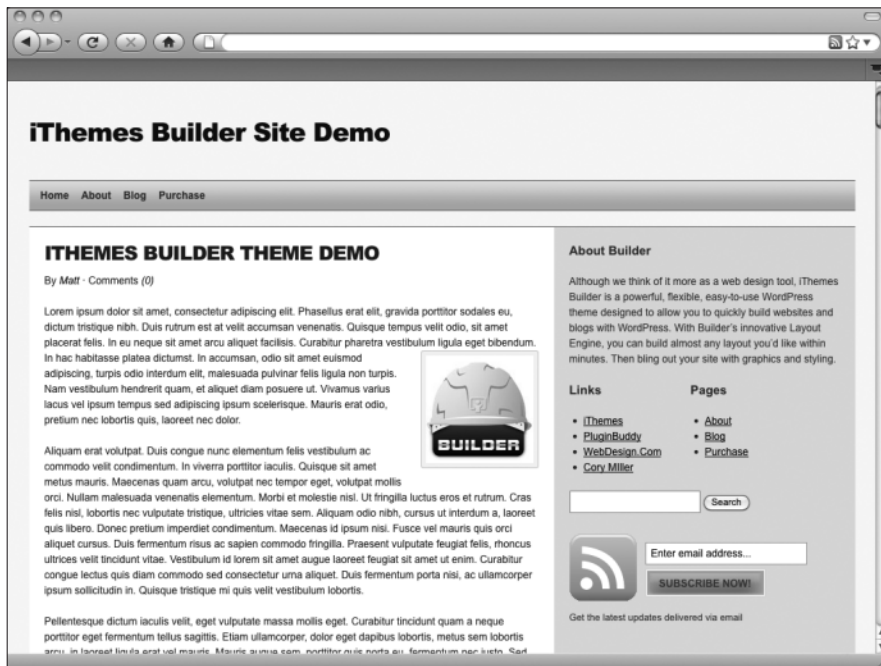 iThemes Builder Site Demo
Home About Blog Purchase
ITHEMES BUILDER THEME DEMO
By Matt · Comments (0)
Lorem ipsum dolor sit amet, consectetur adipiscing elit. Phasellus erat elit, gravida porttitor sodales eu,
dictum tristique nibh. Duis rutrum est at velit accumsan venenatis. Quisque tempus velit odio, sit amet
placerat felis. In eu neque sit amet arcu aliquet facilisis. Curabitur pharetra vestibulum ligula eget bibendum.
In hac habitasse platea dictumst. In accumsan, odio sit amet euismod
adipiscing, turpis odio interdum elit, malesuada pulvinar felis ligula non turpis.
Nam vestibulum hendrerit quam, et aliquet diam posuere ut. Vivamus varius
lacus vel ipsum tempus sed adipiscing ipsum scelerisque. Mauris erat odio,
pretium nec lobortis quis, laoreet nec dolor.
BUILDER
Aliquam erat volutpat. Duis congue nunc elementum felis vestibulum ac
commodo velit condimentum. In viverra porttitor iaculis. Quisque sit amet
metus mauris. Maecenas quam arcu, volutpat nec tempor eget, volutpat mollis
orci. Nullam malesuada venenatis elementum. Morbi et molestie nisl. Ut fringilla luctus eros et rutrum. Cras
felis nisl, lobortis nec vulputate tristique, ultricies vitae sem. Aliquam odio nibh, cursus ut interdum a, laoreet
quis libero. Donec pretium imperdiet condimentum. Maecenas id ipsum nisi. Fusce vel mauris quis orci
aliquet cursus. Duis fermentum risus ac sapien commodo fringilla. Praesent vulputate feugiat felis, rhoncus
ultrices velit tincidunt vitae. Vestibulum id lorem sit amet augue laoreet feugiat sit amet ut enim. Curabitur
congue lectus quis diam commodo sed consectetur urna aliquet. Duis fermentum porta nisi, ac ullamcorper
ipsum sollicitudin in. Quisque tristique mi quis velit vestibulum lobortis.
Pellentesque dictum iaculis velit, eget vulputate massa mollis eget. Curabitur tincidunt quam a neque
porttitor eget fermentum tellus sagittis. Etiam ullamcorper, dolor eget dapibus lobortis, metus sem lobortis
arcu, in laoreet ligula erat vel mauris. Mauris augue sem, porttitor quis porta eu, fermentum nec justo. Sed
About Builder
Although we think of it more as a web design tool, iThemes
Builder is a powerful, flexible, easy-to-use WordPress
theme designed to allow you to quickly build websites and
blogs with WordPress. With Builder's innovative Layout
Engine, you can build almost any layout you'd like within
minutes. Then bling out your site with graphics and styling.
Links
iThemes
PluginBuddy
WebDesign.Com
Cory MIller
Pages
About
Blog
Purchase
Search
Enter email address...
SUBSCRIBE NOW!
Get the latest updates delivered via email